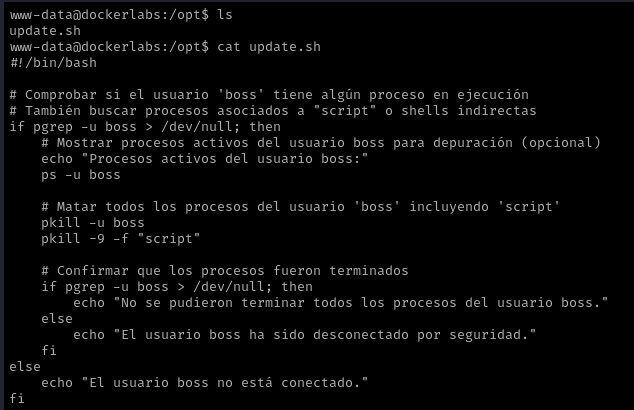 www-data@dockerlabs:/opt$ ls
update.sh
www-data@dockerlabs:/opt$ cat update.sh
#!/bin/bash

# Comprobar si el usuario 'boss' tiene algún proceso en ejecución
# También buscar procesos asociados a "script" o shells indirectas
if pgrep -u boss > /dev/null; then
    # Mostrar procesos activos del usuario boss para depuración (opcional)
    echo "Procesos activos del usuario boss:"
    ps -u boss

    # Matar todos los procesos del usuario 'boss' incluyendo 'script'
    pkill -u boss
    pkill -9 -f "script"

    # Confirmar que los procesos fueron terminados
    if pgrep -u boss > /dev/null; then
        echo "No se pudieron terminar todos los procesos del usuario boss."
    else
        echo "El usuario boss ha sido desconectado por seguridad."
    fi
else
    echo "El usuario boss no está conectado."
fi